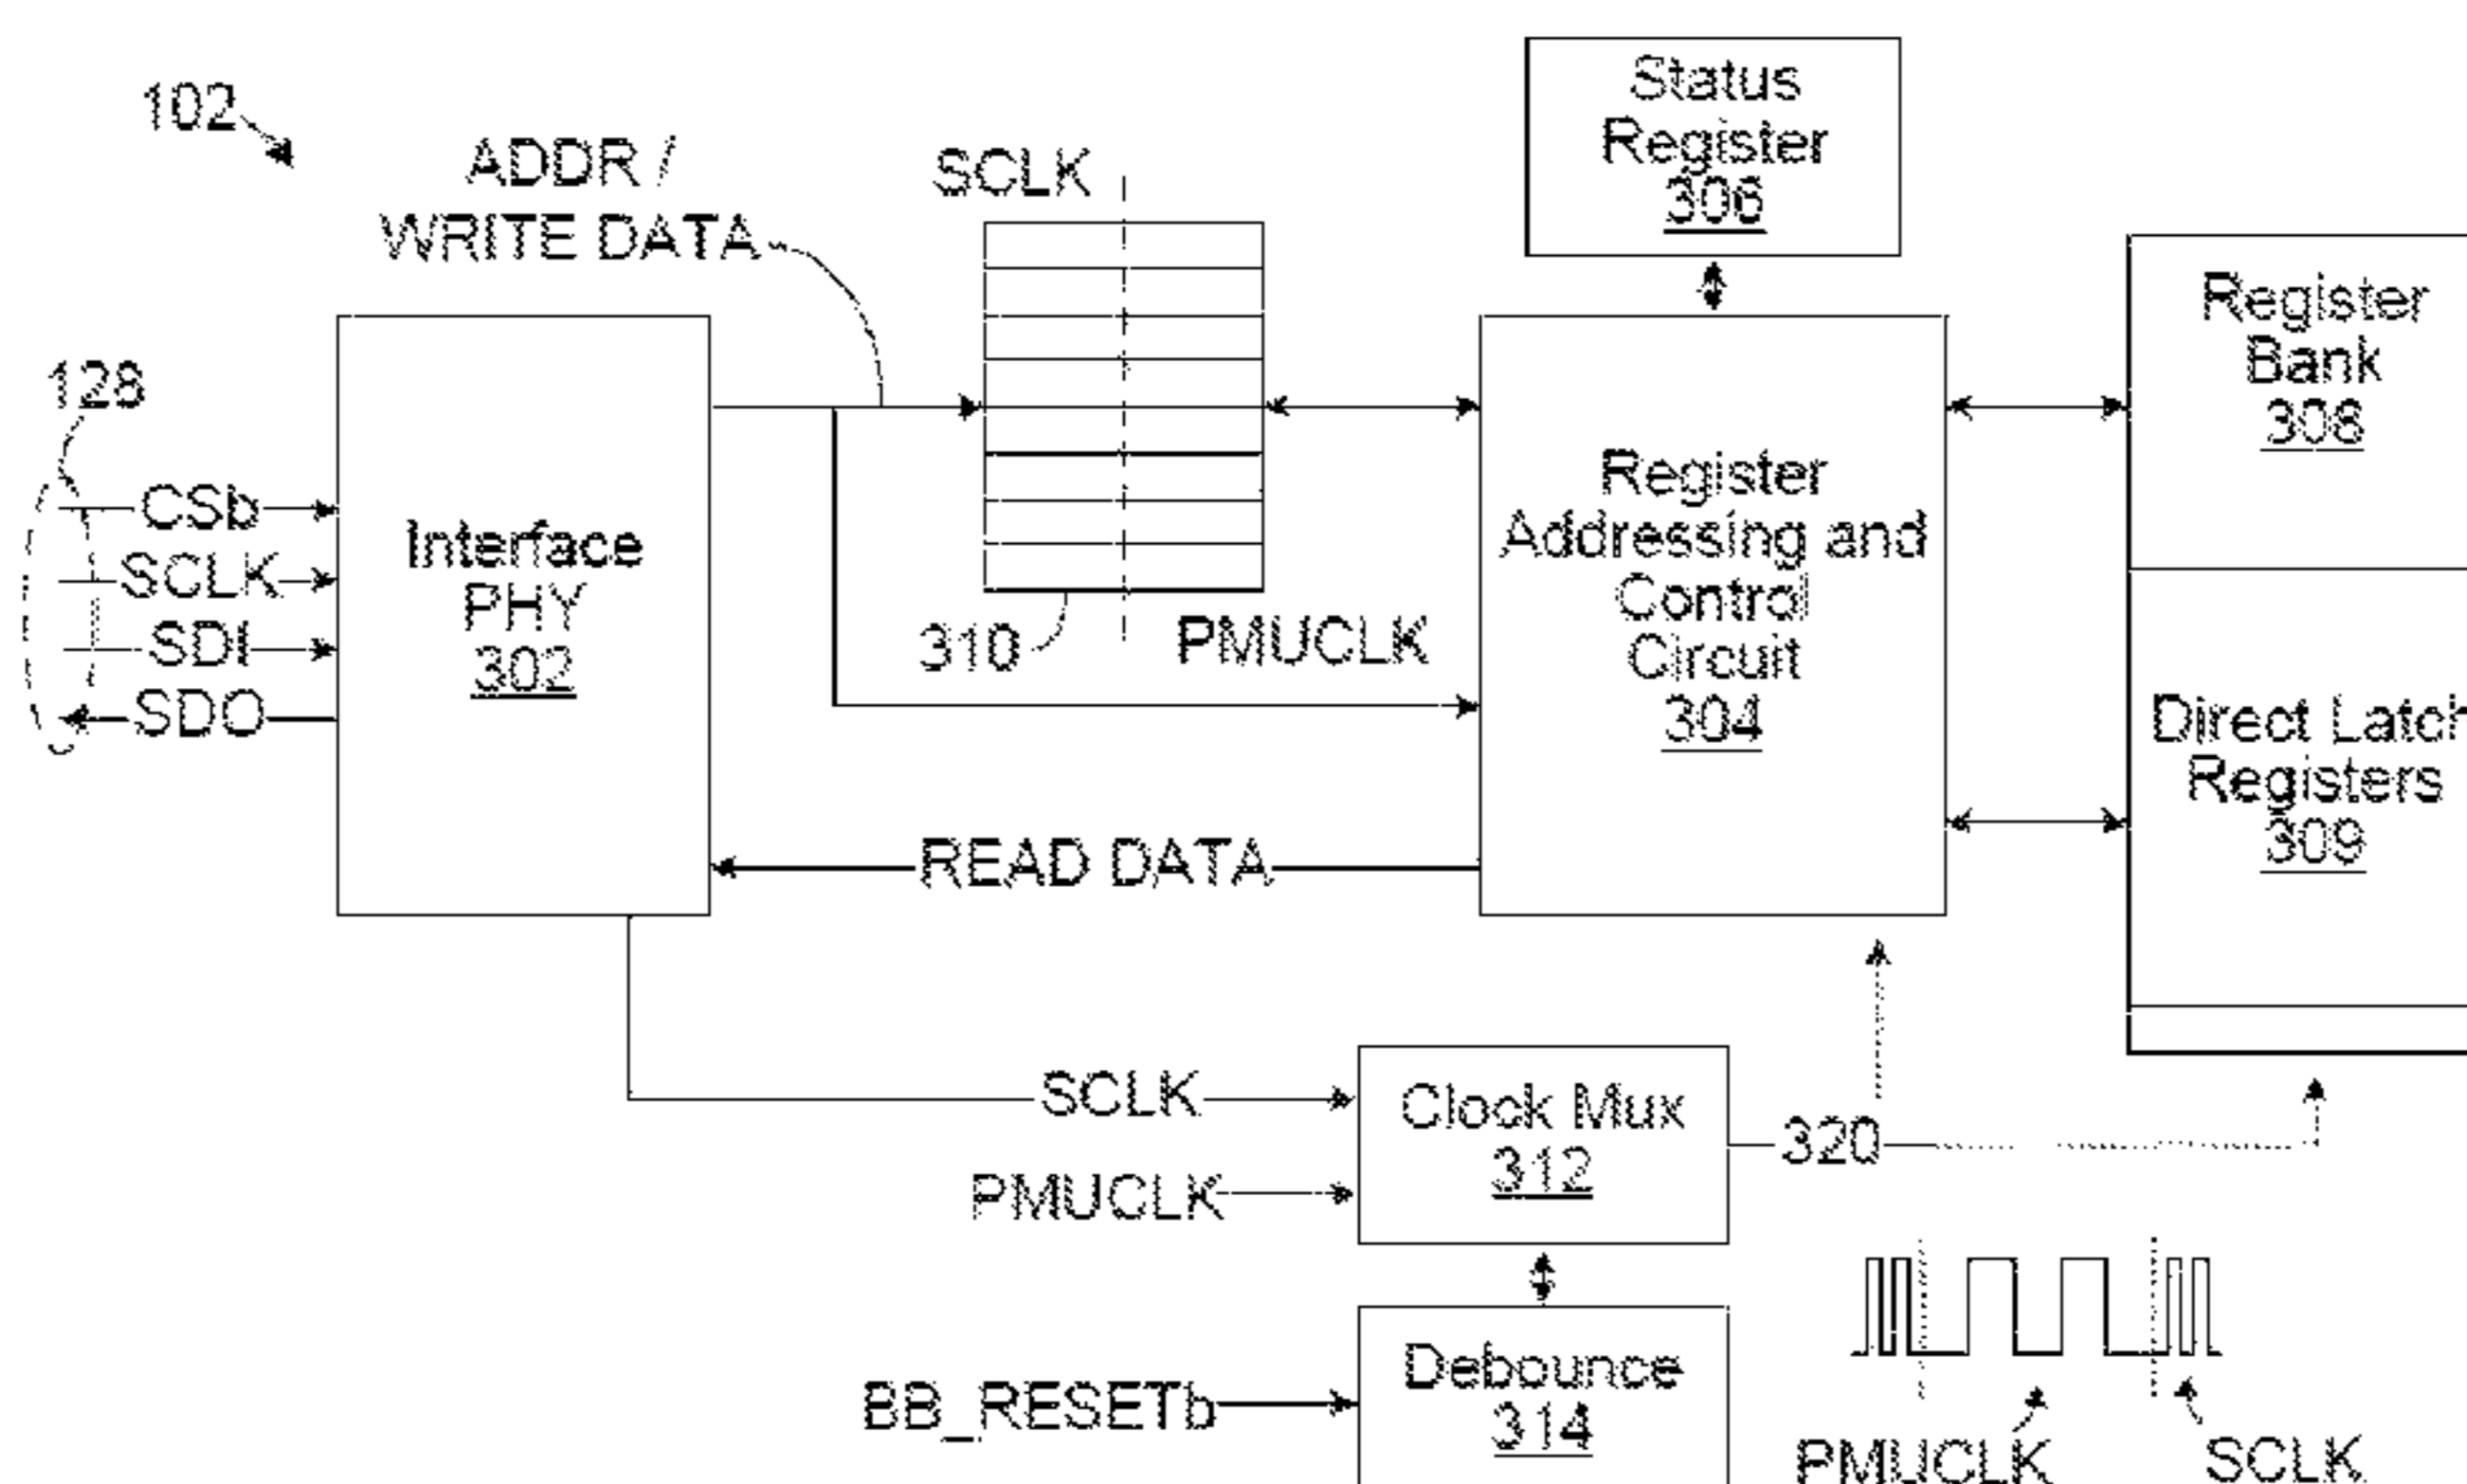 102
ADDR /
WRITE DATA
SCLK
Status
Register
306
128
CSb
SCLK
SDI
SDO
Interface
PHY
302
310
PMUCLK
Register
Addressing and
Control
Circuit
304
Register
Bank
308
Direct Latch
Registers
309
READ DATA
SCLK
PMUCLK
Clock Mux
312
320
BB_RESETb
Debounce
314
PMUCLK
SCLK